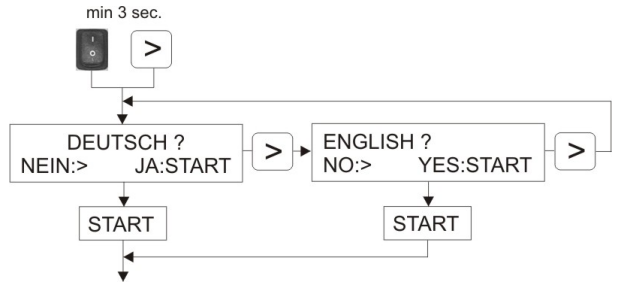 min 3 sec.
>
DEUTSCH ?
NEIN:> JA:START
>
ENGLISH ?
NO:> YES:START
>
START
START